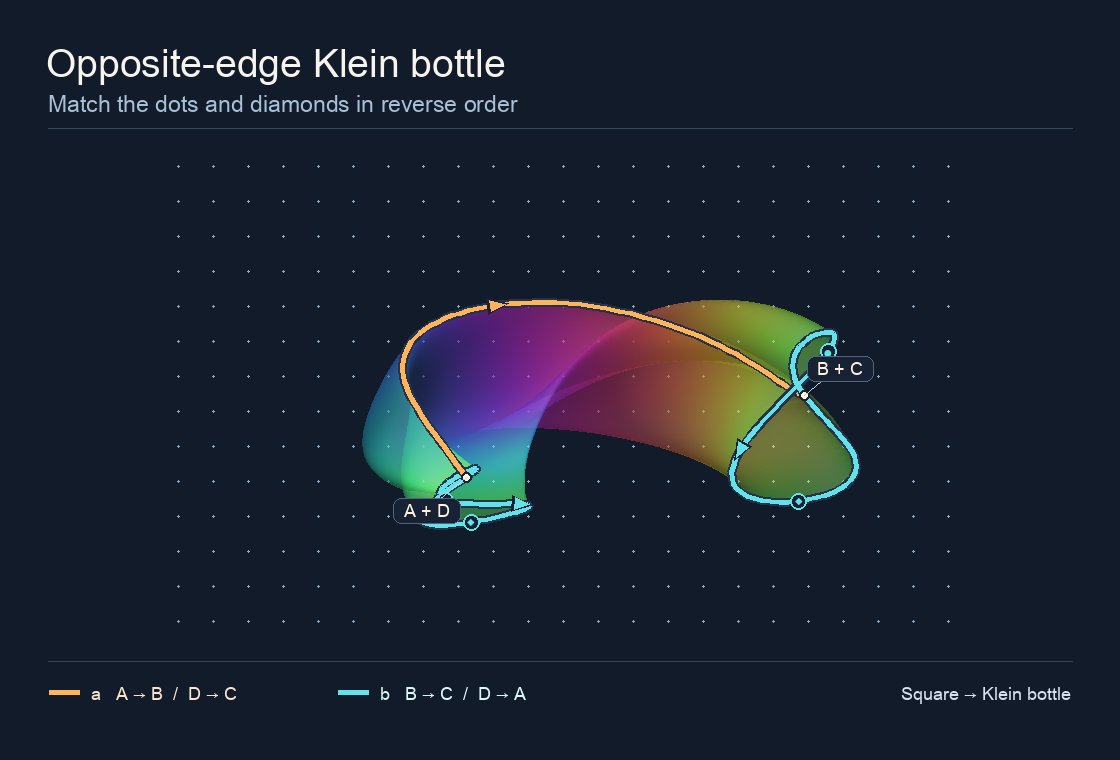 Opposite-edge Klein bottle
Match the dots and diamonds in reverse order
B + C
A + D
a A→B / D→C
b B→C / D→A
Square→Klein bottle